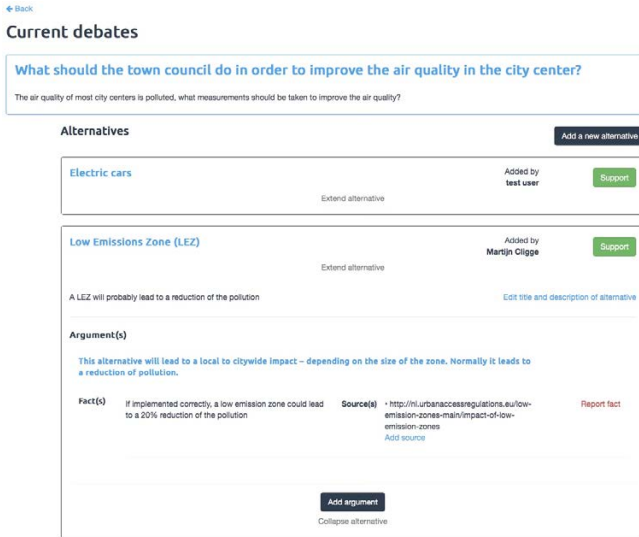 ← Back
Current debates
What should the town council do in order to improve the air quality in the city center?
The air quality of most city centers is polluted, what measurements should be taken to improve the air quality?
Alternatives
Add a new alternative
Electric cars
Added by
test user
Support
Extend alternative
Low Emissions Zone (LEZ)
Added by
Martijn Cligge
Support
Extend alternative
A LEZ will probably lead to a reduction of the pollution
Edit title and description of alternative
Argument(s)
This alternative will lead to a local to citywide impact – depending on the size of the zone. Normally it leads to
a reduction of pollution.
Fact(s)
If implemented correctly, a low emission zone could lead
to a 20% reduction of the pollution
Source(s)
• http://nl.urbanaccessregulations.eu/low-
emission-zones-main/impact-of-low-
emission-zones
Add source
Report fact
Add argument
Collapse alternative